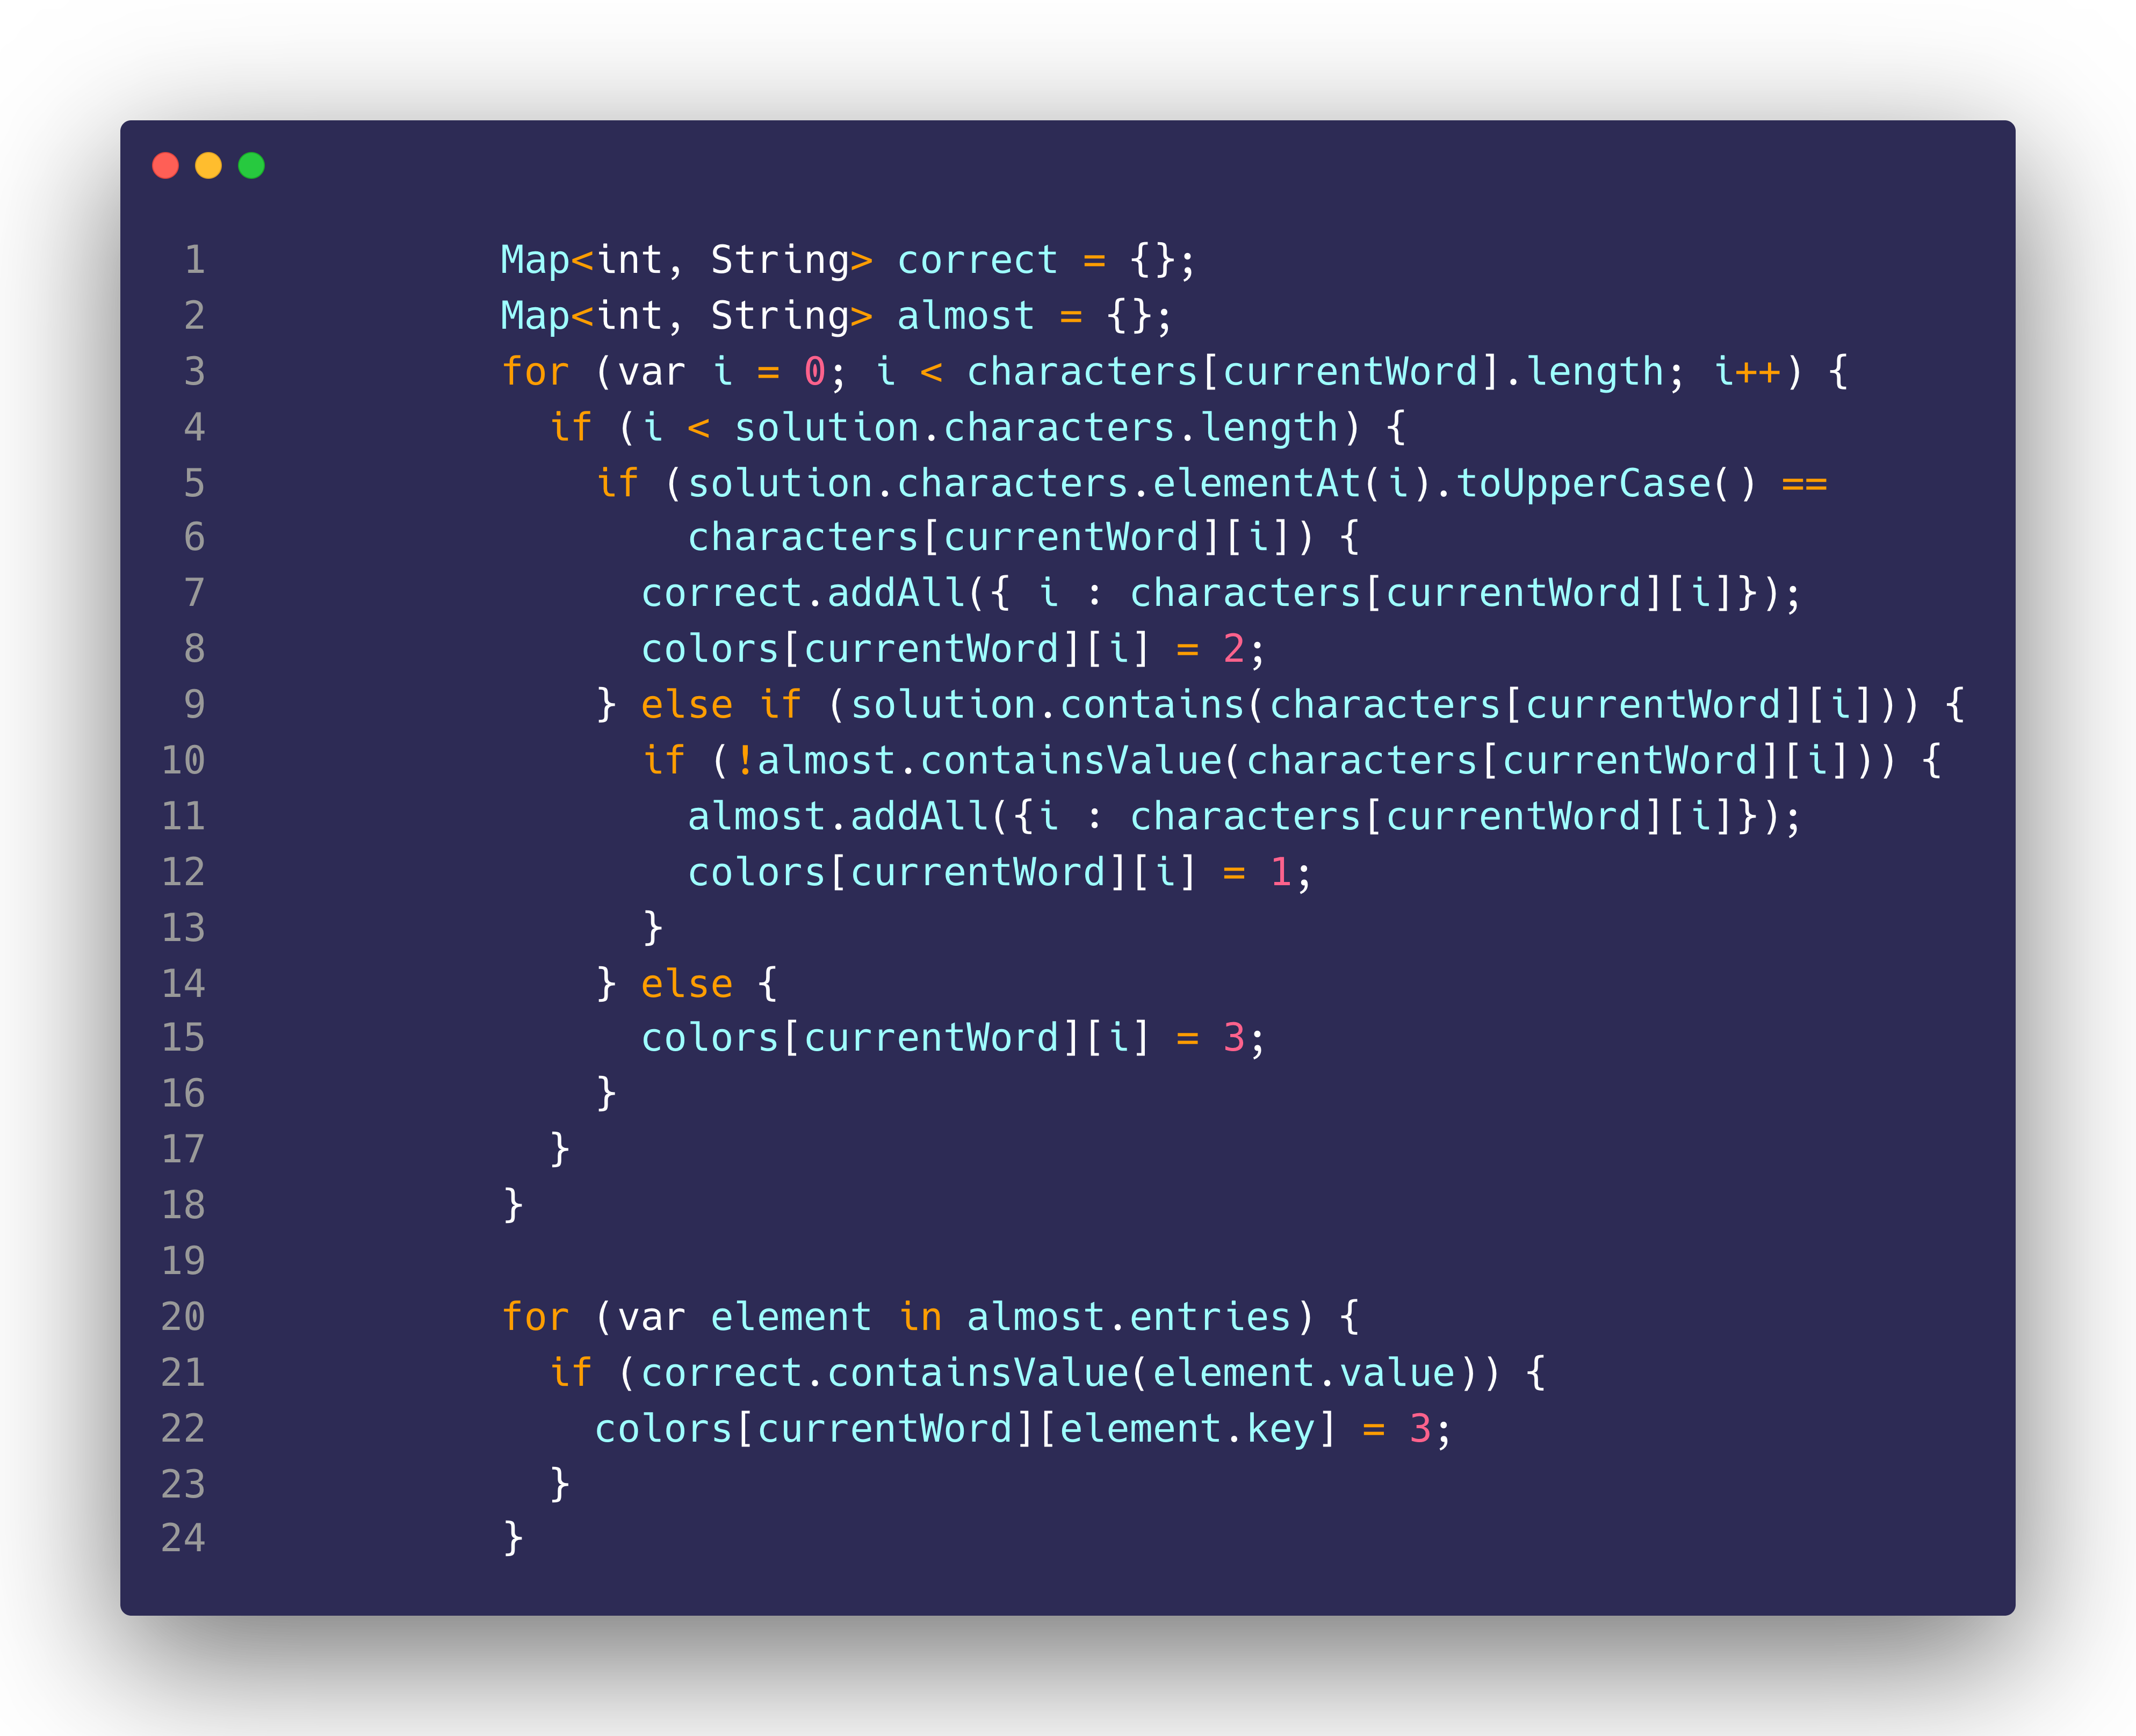 1 Map<int, String> correct = {};
2 Map<int, String> almost = {};
3 for (var i = 0; i < characters[currentWord].length; i++) {
4 if (i < solution.characters.length) {
5 if (solution.characters.elementAt(i).toUpperCase() ==
6 characters[currentWord][i]) {
7 correct.addAll({ i : characters[currentWord][i]});
8 colors[currentWord][i] = 2;
9 } else if (solution.contains(characters[currentWord][i])) {
10 if (!almost.containsValue(characters[currentWord][i])) {
11 almost.addAll({i : characters[currentWord][i]});
12 colors[currentWord][i] = 1;
13 }
14 } else {
15 colors[currentWord][i] = 3;
16 }
17 }
18 }
19
20 for (var element in almost.entries) {
21 if (correct.containsValue(element.value)) {
22 colors[currentWord][element.key] = 3;
23 }
24 }